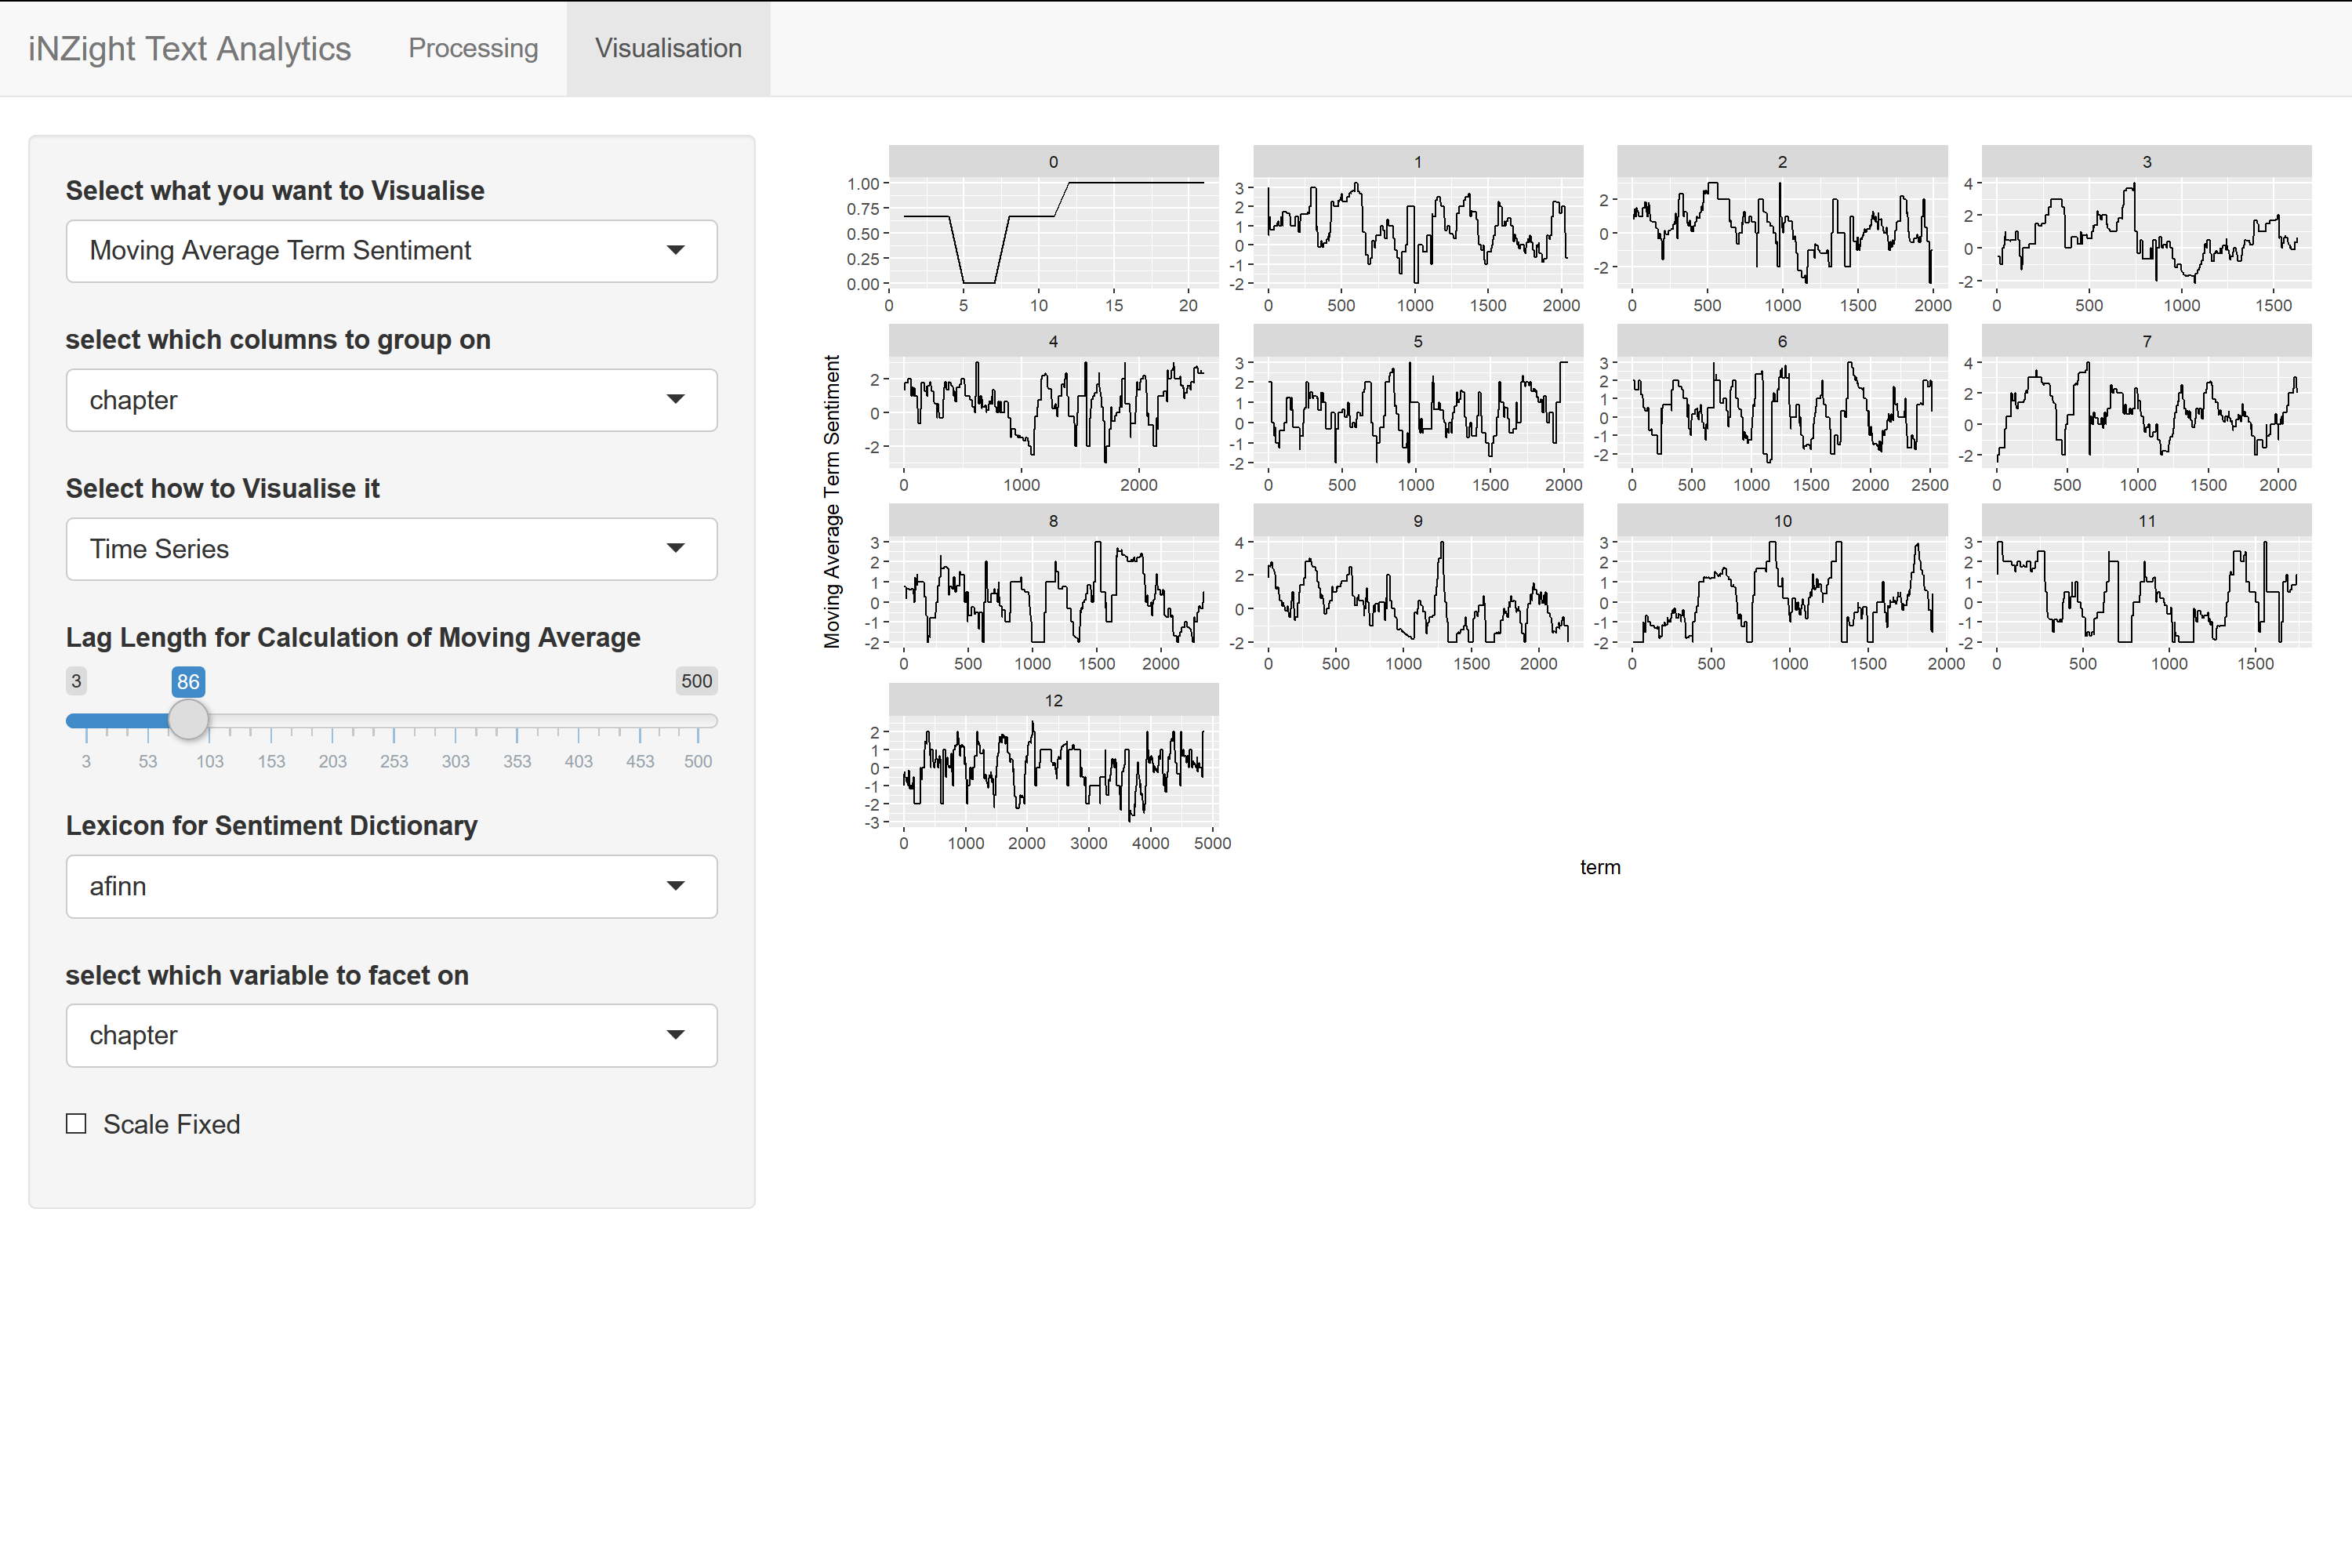 iNZight Text Analytics Processing Visualisation
Select what you want to Visualise
Moving Average Term Sentiment
select which columns to group on
chapter
Select how to Visualise it
Time Series
Lag Length for Calculation of Moving Average
3 86 500
3 53 103 153 203 253 303 353 403 453 500
Lexicon for Sentiment Dictionary
afinn
select which variable to facet on
chapter
Scale Fixed
Moving Average Term Sentiment
0
1.00
0.75
0.50
0.25
0.00
0 5 10 15 20
1
3
2
1
0
-1
-2
0 500 1000 1500 2000
2
2
0
-2
0 500 1000 1500 2000
3
4
2
0
-2
0 500 1000 1500
4
2
0
-2
0 1000 2000
5
3
2
1
0
-1
-2
0 500 1000 1500 2000
6
3
2
1
0
-1
-2
0 500 1000 1500 2000 2500
7
4
2
0
-2
0 500 1000 1500 2000
8
3
2
1
0
-1
-2
0 500 1000 1500 2000
9
4
2
0
-2
0 500 1000 1500 2000
10
3
2
1
0
-1
-2
0 500 1000 1500 2000
11
3
2
1
0
-1
-2
0 500 1000 1500
12
2
1
0
-1
-2
-3
0 1000 2000 3000 4000 5000
term